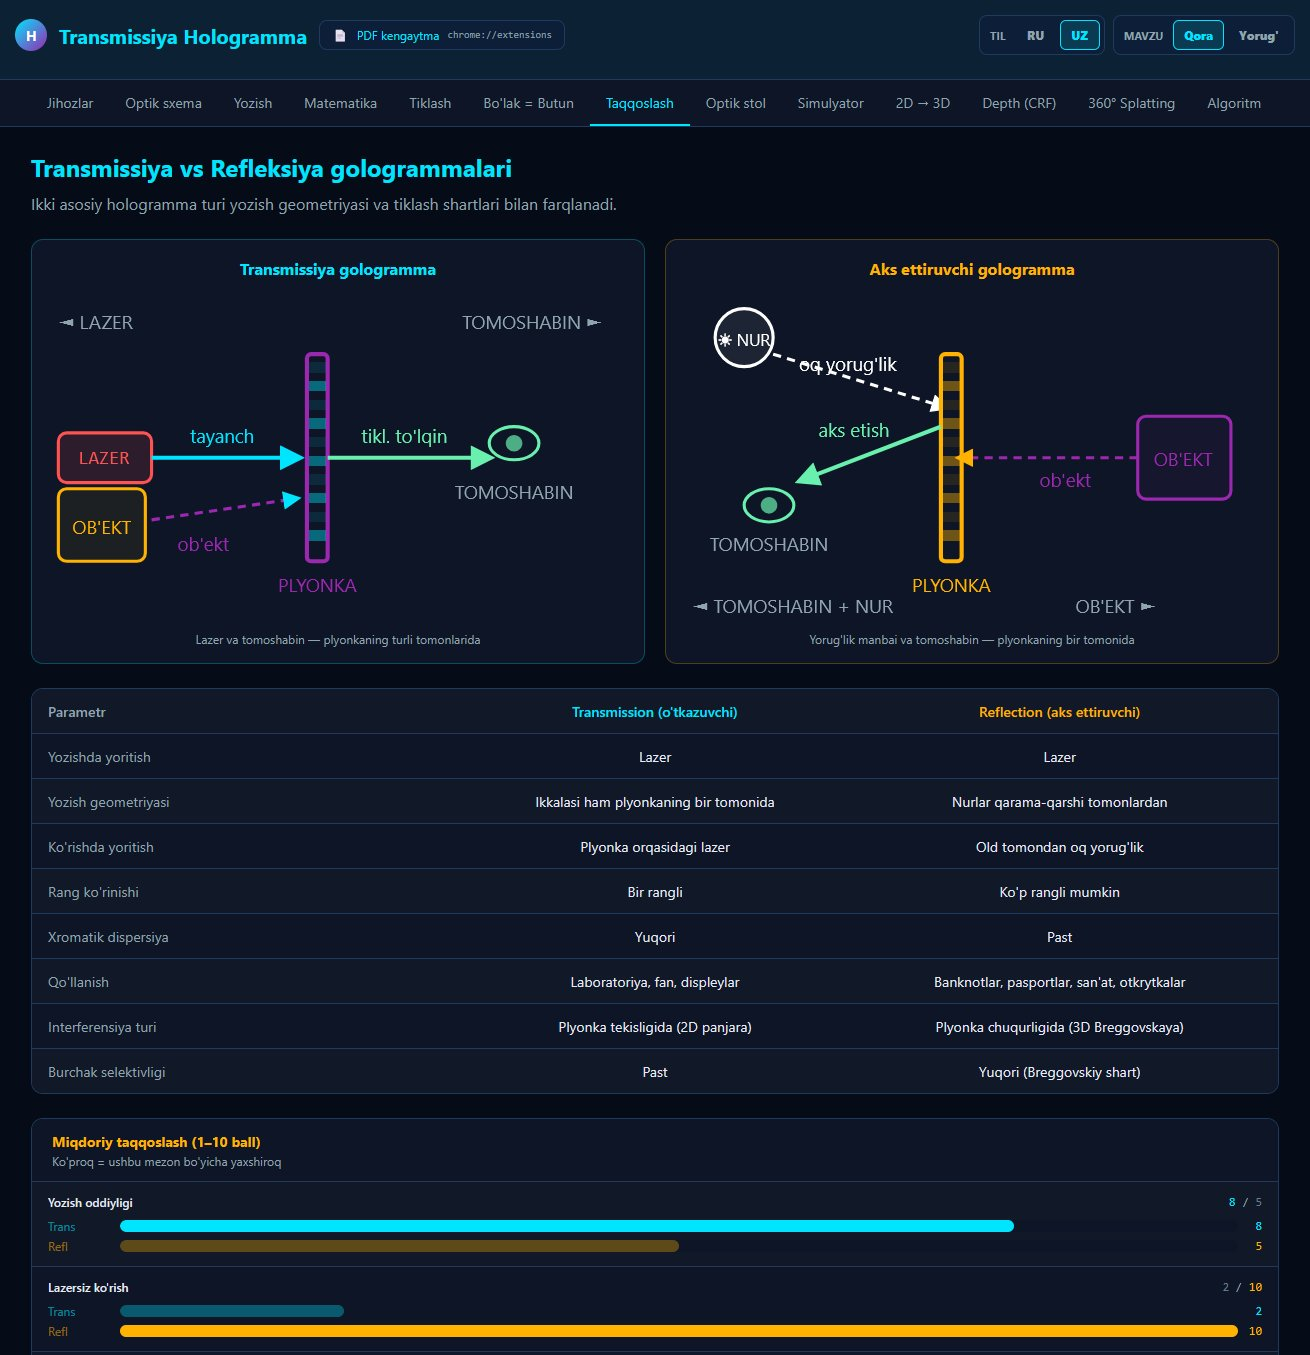 H Transmissiya Hologramma PDF kengaytma chrome://extensions TIL RU UZ MAVZU Qora Yorug'
Jihozlar Optik sxema Yozish Matematika Tiklash Bo'lak = Butun Taqqoslash Optik stol Simulyator 2D → 3D Depth (CRF) 360° Splatting Algoritm
Transmissiya vs Refleksiya gologrammalari
Ikki asosiy hologramma turi yozish geometriyasi va tiklash shartlari bilan farqlanadi.
Transmissiya gologramma
◄ LAZER TOMOSHABIN ►
tayanch tikl. to'lqin
LAZER
TOMOSHABIN
OB'EKT
ob'ekt
PLYONKA
Lazer va tomoshabin — plyonkaning turli tomonlarida
Aks ettiruvchi gologramma
☀ NUR
oq yorug'lik
aks etish
OB'EKT
ob'ekt
TOMOSHABIN
PLYONKA
◄ TOMOSHABIN + NUR OB'EKT ►
Yorug'lik manbai va tomoshabin — plyonkaning bir tomonida
Parametr Transmission (o'tkazuvchi) Reflection (aks ettiruvchi)
Yozishda yoritish Lazer Lazer
Yozish geometriyasi Ikkalasi ham plyonkaning bir tomonida Nurlar qarama-qarshi tomonlardan
Ko'rishda yoritish Plyonka orqasidagi lazer Old tomondan oq yorug'lik
Rang ko'rinishi Bir rangli Ko'p rangli mumkin
Xromatik dispersiya Yuqori Past
Qo'llanish Laboratoriya, fan, displeylar Banknotlar, pasportlar, san'at, otkrytkalar
Interferensiya turi Plyonka tekisligida (2D panjara) Plyonka chuqurligida (3D Breggovskaya)
Burchak selektivligi Past Yuqori (Breggovskiy shart)
Miqdoriy taqqoslash (1–10 ball)
Ko'proq = ushbu mezon bo'yicha yaxshiroq
Yozish oddiyligi 8 / 5
Trans 8
Refl 5
Lazersiz ko'rish 2 / 10
Trans 2
Refl 10